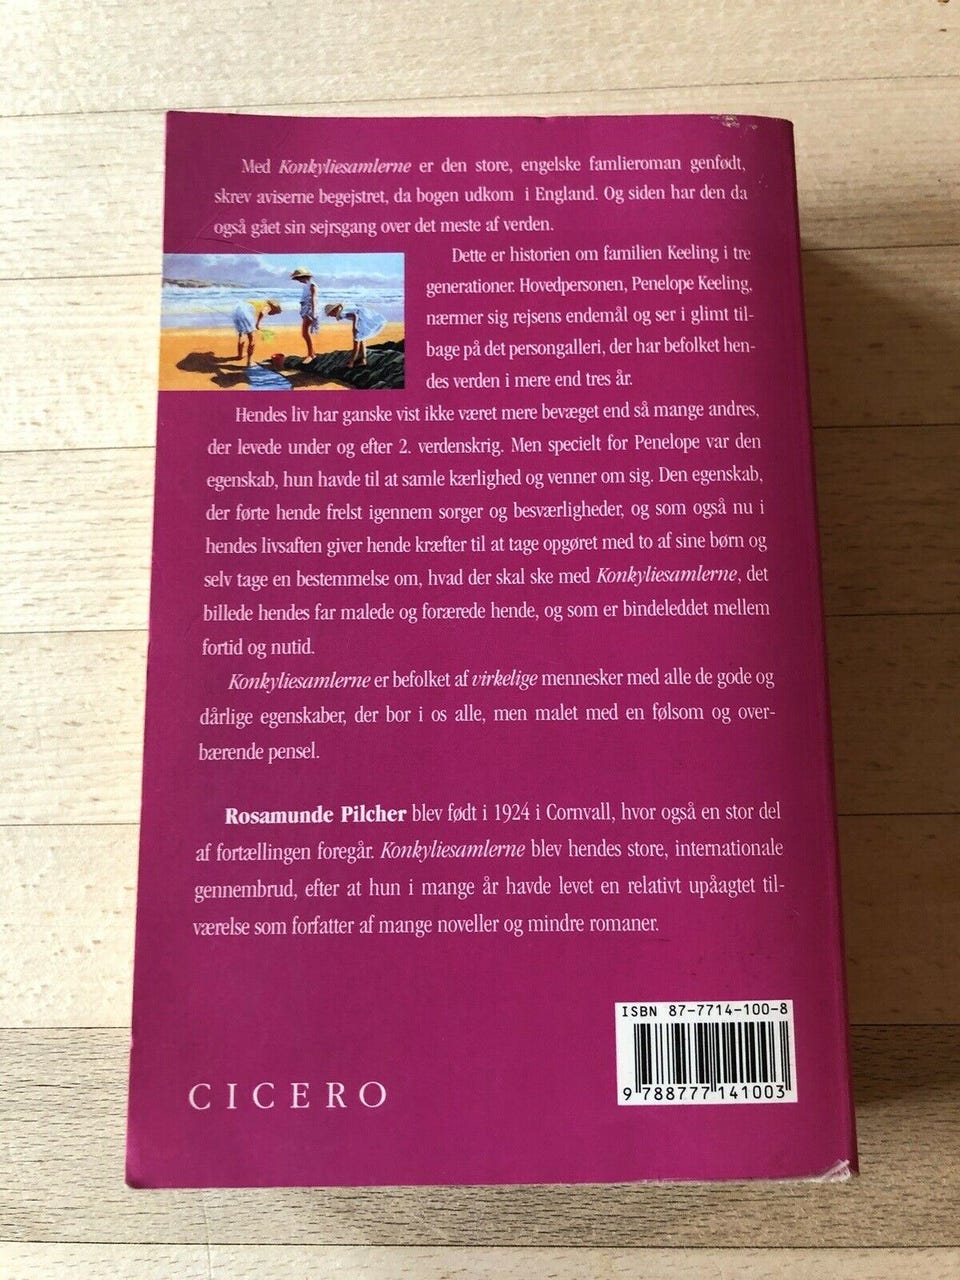 Med Konkyliesamlerne er den store, engelske famlieroman genfødt,
skrev aviserne begejstret, da bogen udkom i England. Og siden har den da
også gået sin sejrsgang over det meste af verden.
Dette er historien om familien Keeling i tre
generationer. Hovedpersonen, Penelope Keeling,
nærmer sig rejsens endemål og ser i glimt til-
bage på det persongalleri, der har befolket hen-
des verden i mere end tres år.
Hendes liv har ganske vist ikke været mere bevæget end så mange andres,
der levede under og efter 2. verdenskrig. Men specielt for Penelope var den
egenskab, hun havde til at samle kærlighed og venner om sig. Den egenskab,
der førte hende frelst igennem sorger og besværligheder, og som også nu i
hendes livsaften giver hende kræfter til at tage opgøret med to af sine børn og
selv tage en bestemmelse om, hvad der skal ske med Konkyliesamlerne, det
billede hendes far malede og forærede hende, og som er bindeleddet mellem
fortid og nutid.
Konkyliesamlerne er befolket af virkelige mennesker med alle de gode og
dårlige egenskaber, der bor i os alle, men malet med en følsom og over-
bærende pensel.
Rosamunde Pilcher blev født i 1924 i Cornvall, hvor også en stor del
af fortællingen foregår. Konkyliesamlerne blev hendes store, internationale
gennembrud, efter at hun i mange år havde levet en relativt upåagtet til-
værelse som forfatter af mange noveller og mindre romaner.
ISBN 87-7714-100-8
9 788777 141003
CICERO